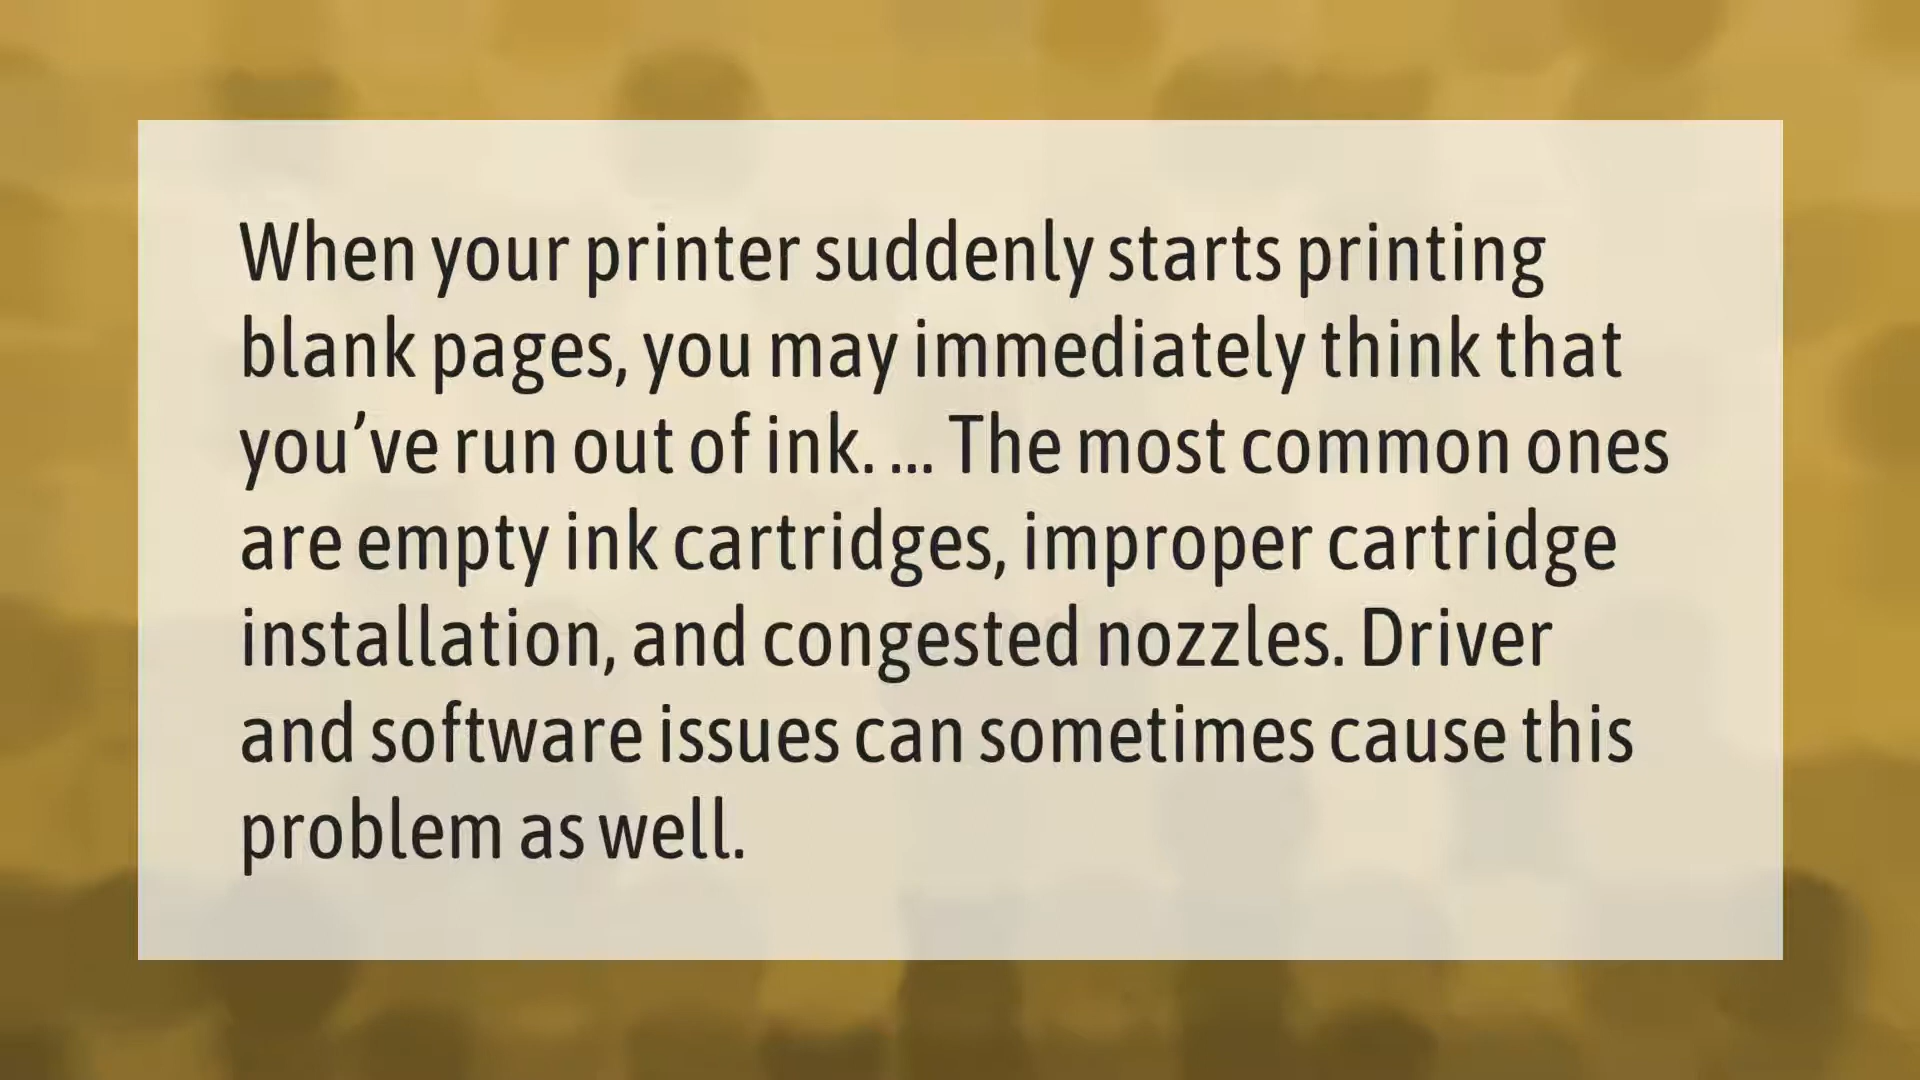 When your printer suddenly starts printing
blank pages, you may immediately think that
you’ve run out of ink. ... The most common ones
are empty ink cartridges, improper cartridge
installation, and congested nozzles. Driver
and software issues can sometimes cause this
problem as well.